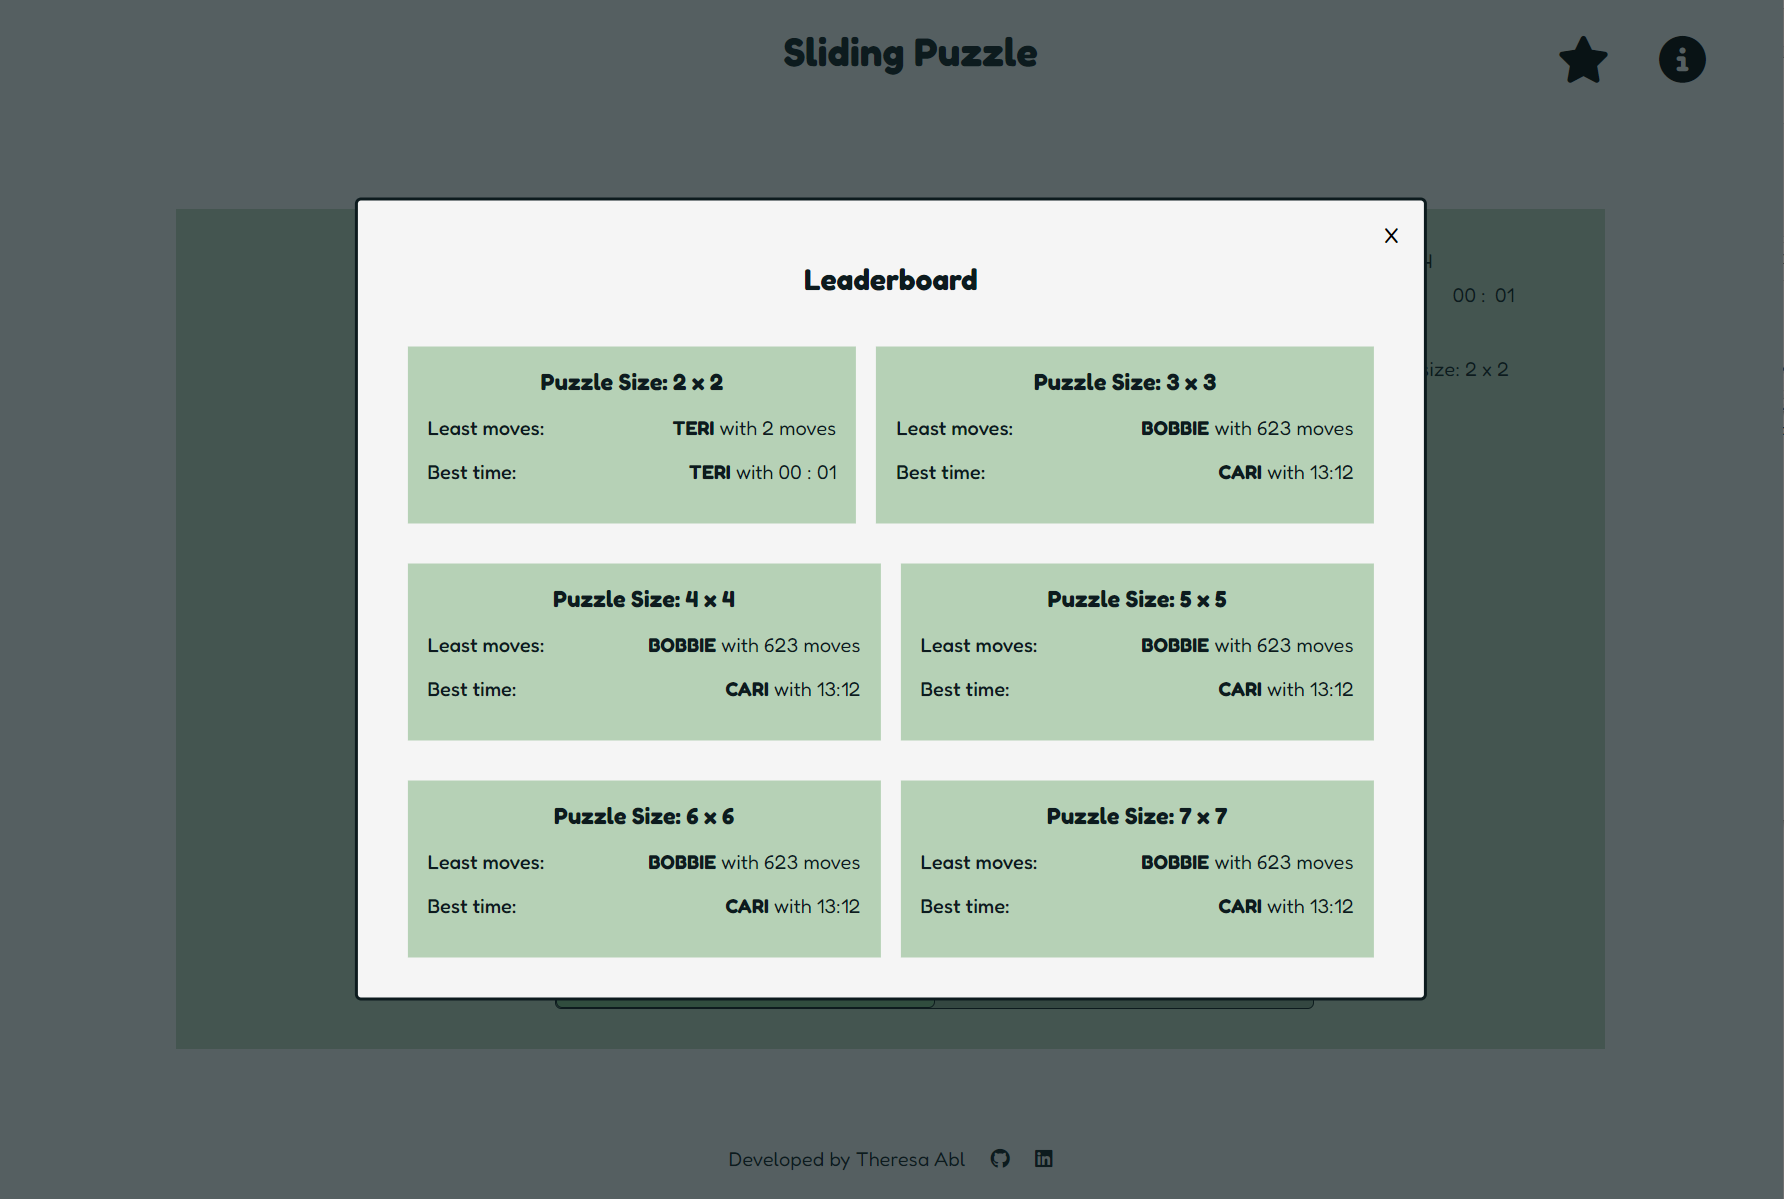 Sliding Puzzle
00 : 01
size: 2 x 2
X
Leaderboard
Puzzle Size: 2 x 2
Least moves: TERI with 2 moves
Best time: TERI with 00 : 01
Puzzle Size: 3 x 3
Least moves: BOBBIE with 623 moves
Best time: CARI with 13:12
Puzzle Size: 4 x 4
Least moves: BOBBIE with 623 moves
Best time: CARI with 13:12
Puzzle Size: 5 x 5
Least moves: BOBBIE with 623 moves
Best time: CARI with 13:12
Puzzle Size: 6 x 6
Least moves: BOBBIE with 623 moves
Best time: CARI with 13:12
Puzzle Size: 7 x 7
Least moves: BOBBIE with 623 moves
Best time: CARI with 13:12
Developed by Theresa Abl